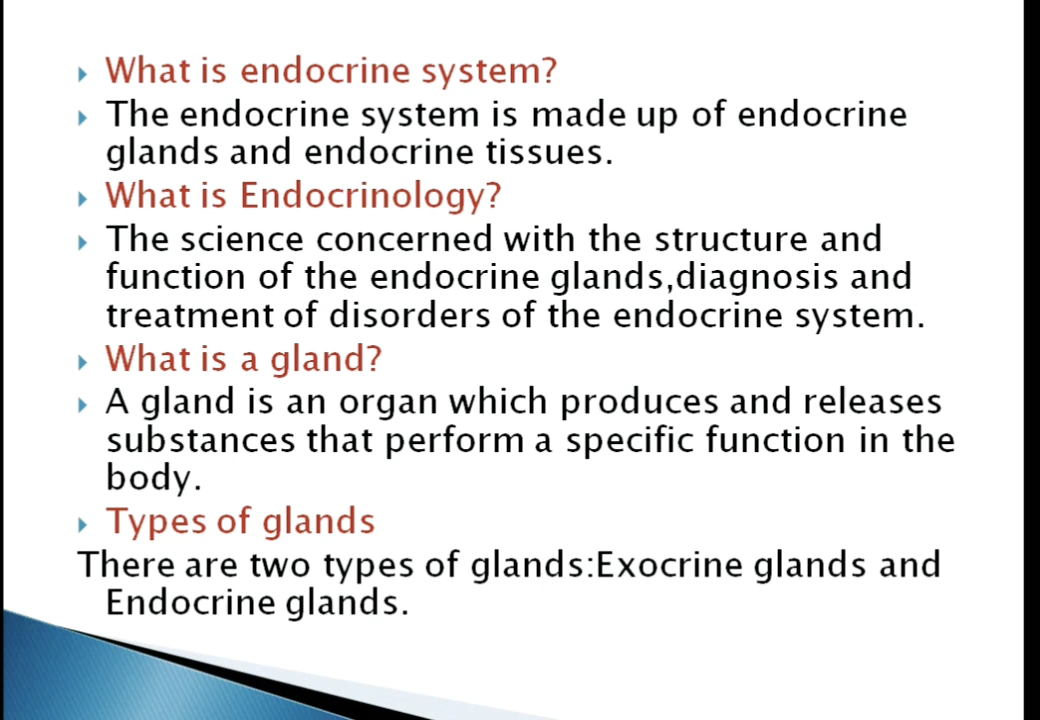 What is endocrine system?
The endocrine system is made up of endocrine
glands and endocrine tissues.
What is Endocrinology?
The science concerned with the structure and
function of the endocrine glands,diagnosis and
treatment of disorders of the endocrine system.
What is a gland?
A gland is an organ which produces and releases
substances that perform a specific function in the
body.
Types of glands
There are two types of glands:Exocrine glands and
Endocrine glands.